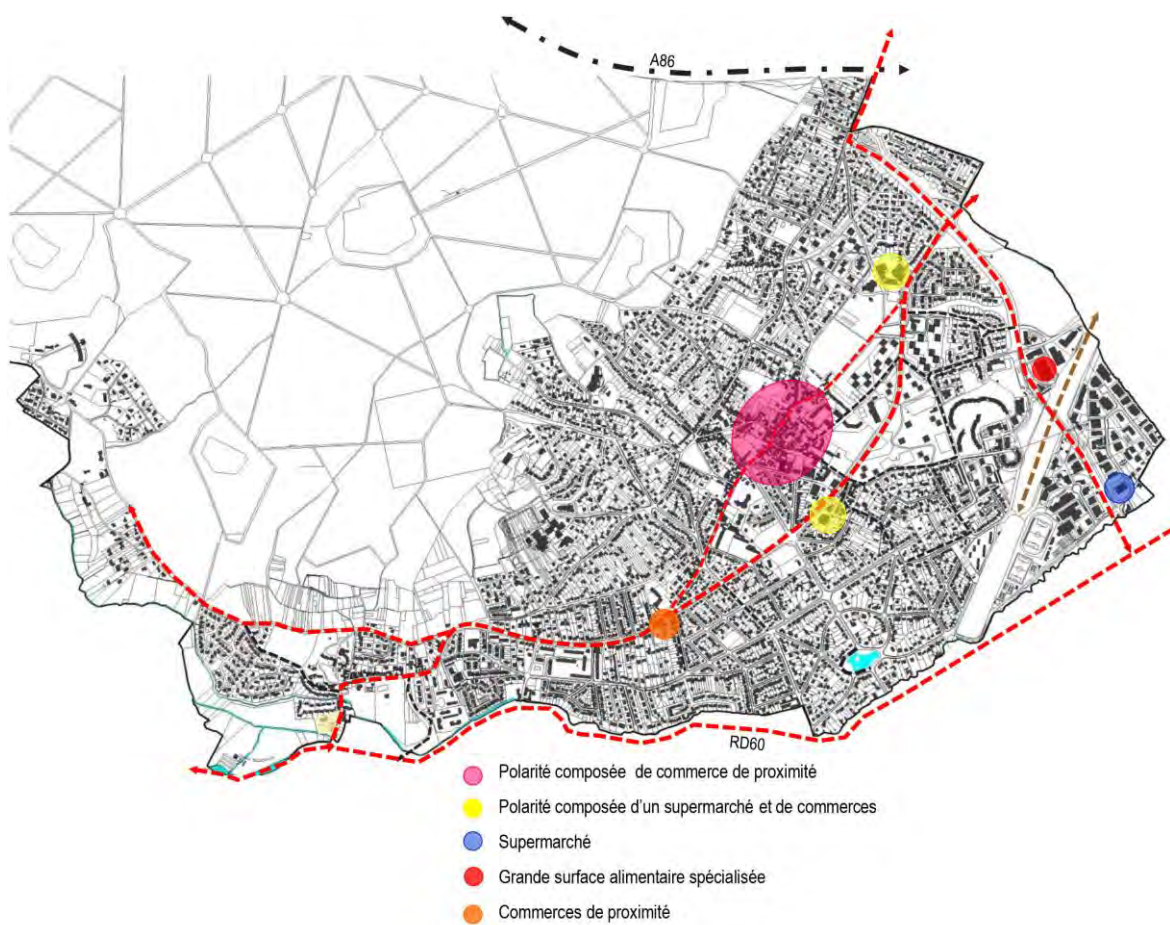 A86
RD60
Polarité composée de commerce de proximité
Polarité composée d'un supermarché et de commerces
Supermarché
Grande surface alimentaire spécialisée
Commerces de proximité